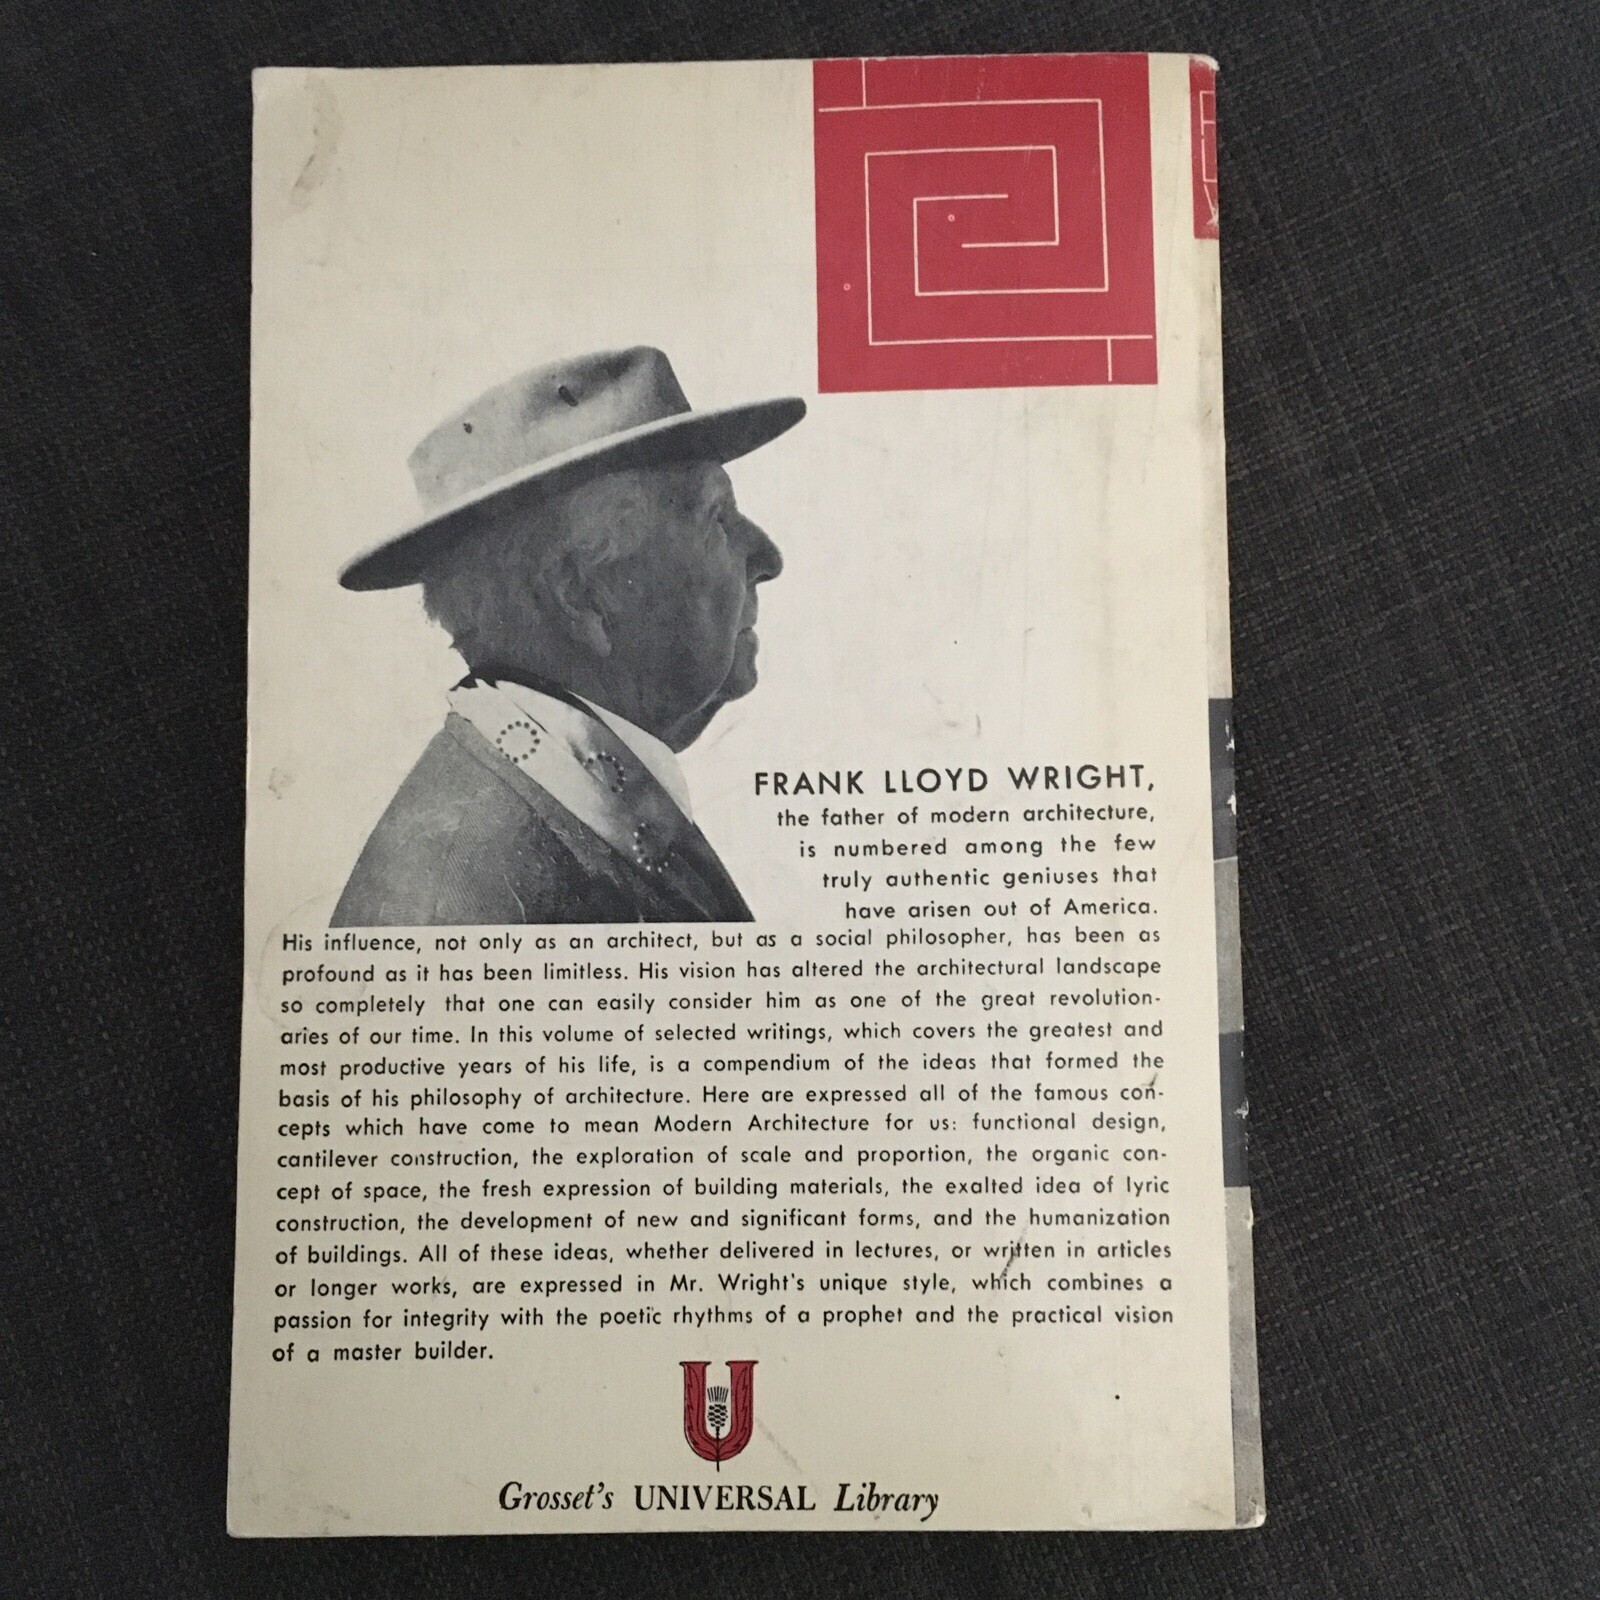 FRANK LLOYD WRIGHT,
the father of modern architecture,
is numbered among the few
truly authentic geniuses that
have arisen out of America.
His influence, not only as an architect, but as a social philosopher, has been as
profound as it has been limitless. His vision has altered the architectural landscape
so completely that one can easily consider him as one of the great revolution-
aries of our time. In this volume of selected writings, which covers the greatest and
most productive years of his life, is a compendium of the ideas that formed the
basis of his philosophy of architecture. Here are expressed all of the famous con-
cepts which have come to mean Modern Architecture for us: functional design,
cantilever construction, the exploration of scale and proportion, the organic con-
cept of space, the fresh expression of building materials, the exalted idea of lyric
construction, the development of new and significant forms, and the humanization
of buildings. All of these ideas, whether delivered in lectures, or written in articles
or longer works, are expressed in Mr. Wright's unique style, which combines a
passion for integrity with the poetic rhythms of a prophet and the practical vision
of a master builder.
U
Grosset's UNIVERSAL Library